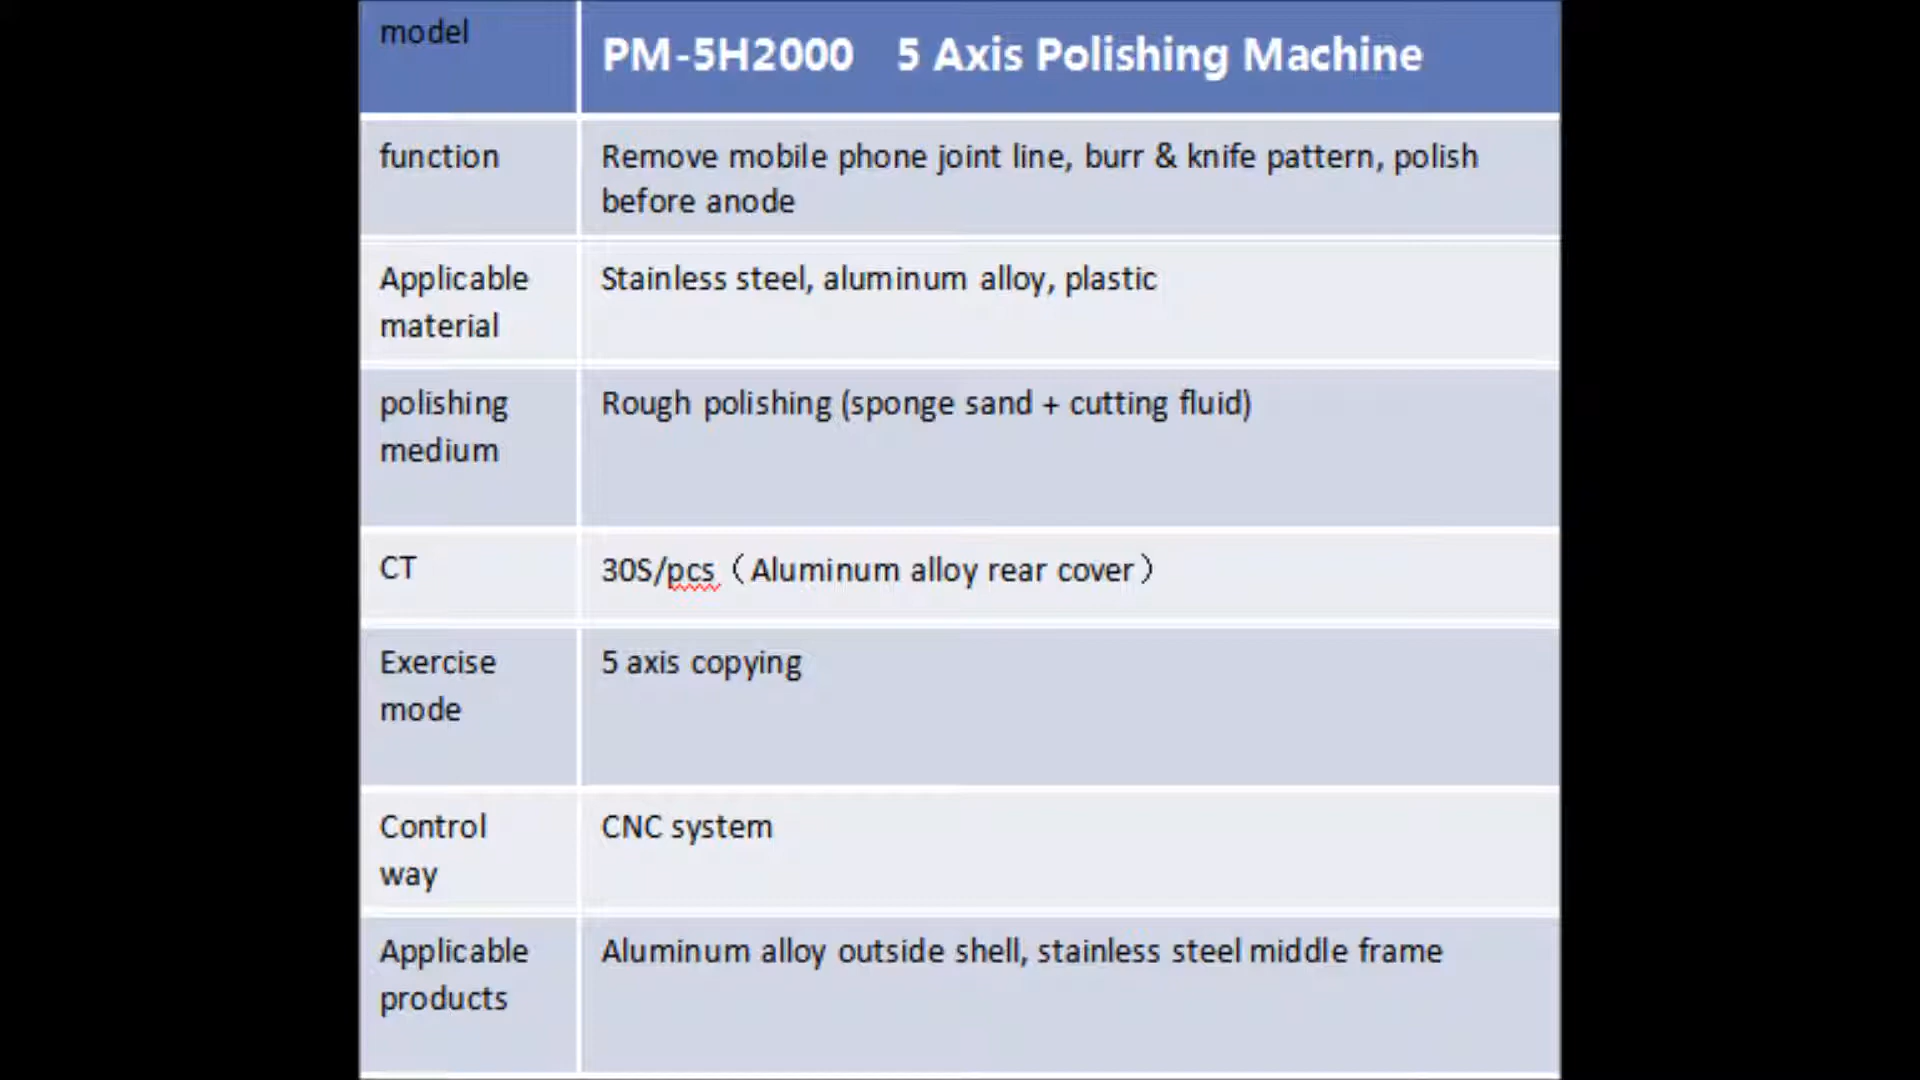 model
PM-5H2000 5 Axis Polishing Machine
function
Remove mobile phone joint line, burr & knife pattern, polish
before anode
Applicable
material
Stainless steel, aluminum alloy, plastic
polishing
medium
Rough polishing (sponge sand + cutting fluid)
CT
30S/pcs（Aluminum alloy rear cover）
Exercise
mode
5 axis copying
Control
way
CNC system
Applicable
products
Aluminum alloy outside shell, stainless steel middle frame